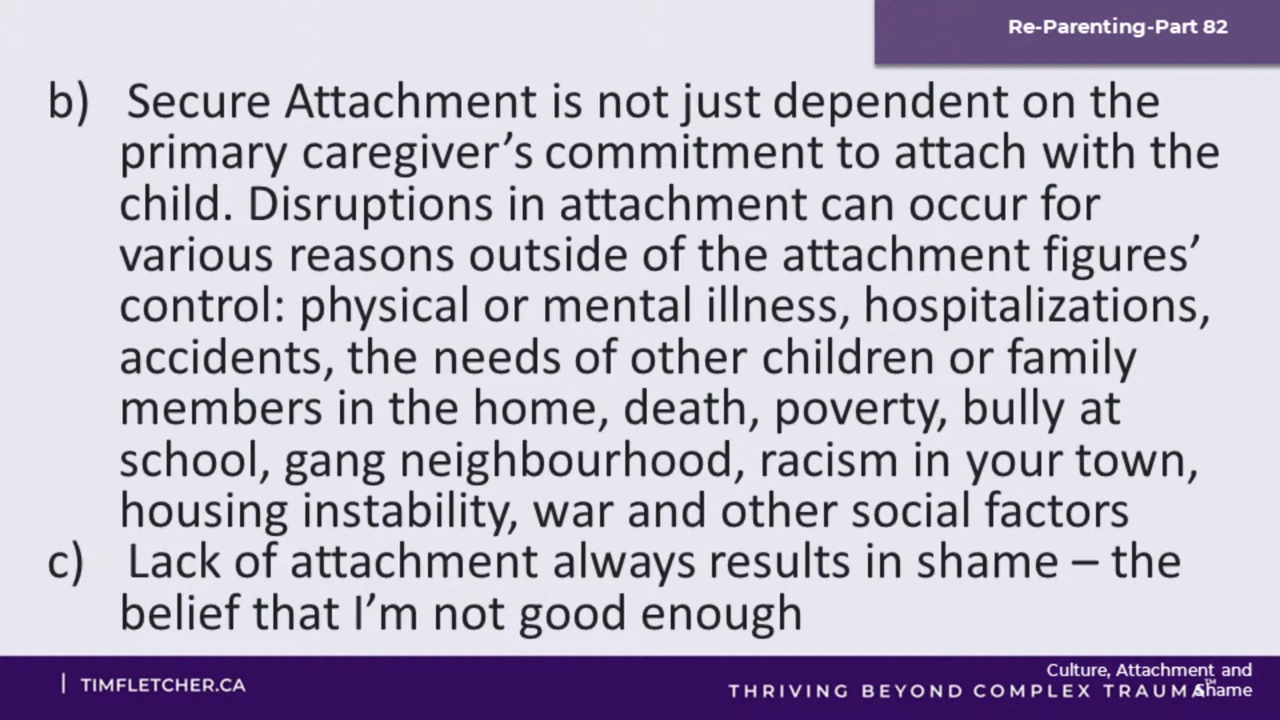 Re-Parenting-Part 82
b) Secure Attachment is not just dependent on the
primary caregiver’s commitment to attach with the
child. Disruptions in attachment can occur for
various reasons outside of the attachment figures’
control: physical or mental illness, hospitalizations,
accidents, the needs of other children or family
members in the home, death, poverty, bully at
school, gang neighbourhood, racism in your town,
housing instability, war and other social factors
c) Lack of attachment always results in shame – the
belief that I’m not good enough
| TIMFLETCHER.CA
Culture, Attachment and
Shame
THRIVING BEYOND COMPLEX TRAUMA™